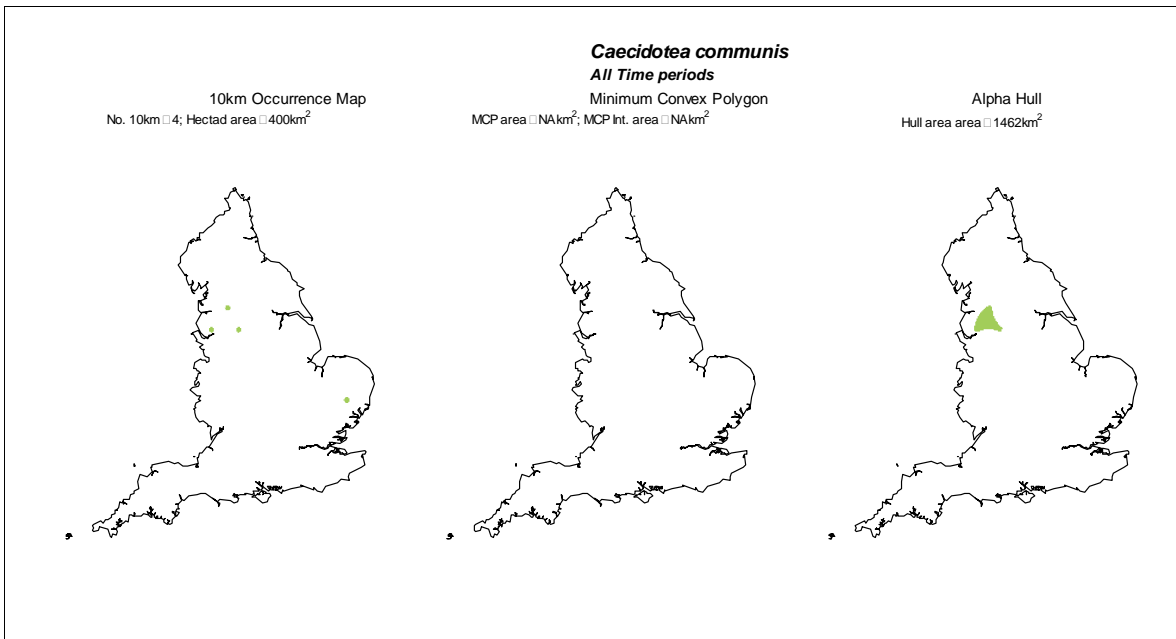 Caecidotea communis
All Time periods
10km Occurrence Map
No. 10km □ 4; Hectad area □ 400km²
Minimum Convex Polygon
MCP area □ NAkm²; MCP Int. area □ NAkm²
Alpha Hull
Hull area area □ 1462km²